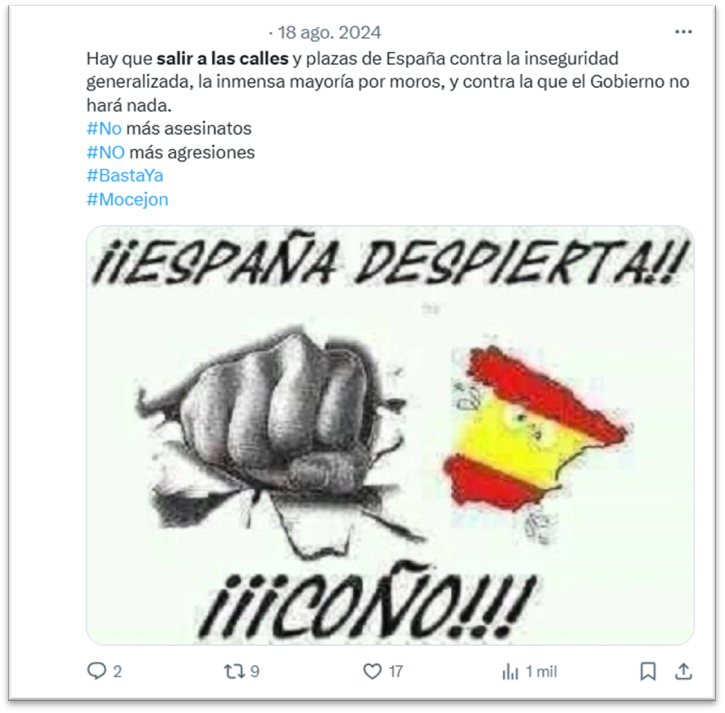 · 18 ago. 2024
Hay que salir a las calles y plazas de España contra la inseguridad
generalizada, la inmensa mayoría por moros, y contra la que el Gobierno no
hará nada.
#No más asesinatos
#NO más agresiones
#BastaYa
#Mocejon
¡¡ESPAÑA DESPIERTA!!
¡¡¡COÑO!!!
2 9 17 1 mil